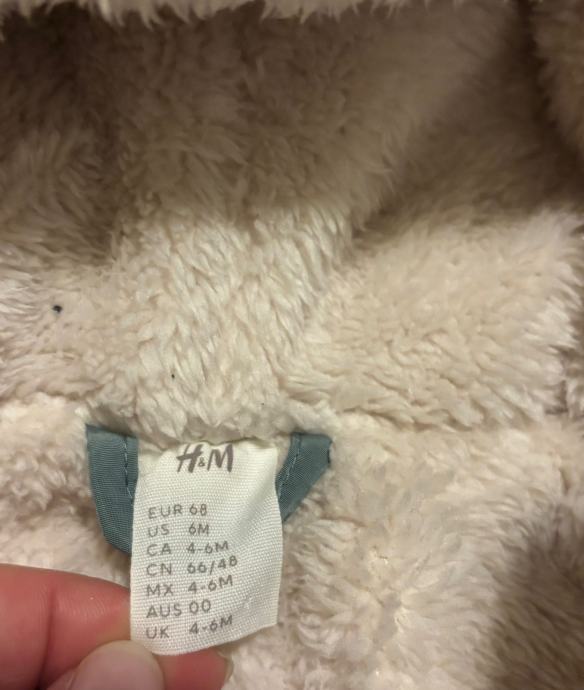 H&M
EUR 68
US 6M
CA 4-6M
CN 66/48
MX 4-6M
AUS 00
UK 4-6M